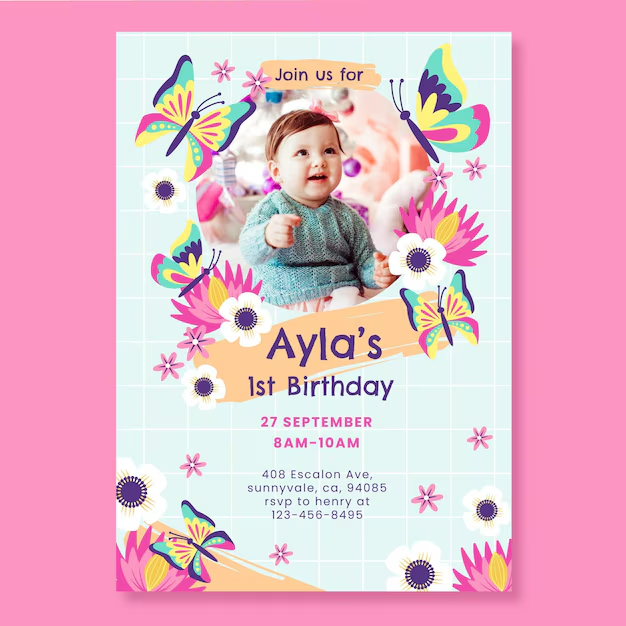 Join us for
Ayla's
1st Birthday
27 SEPTEMBER
8AM-10AM
408 Escalon Ave,
sunnyvale, ca, 94085
rsvp to henry at
123-456-8495